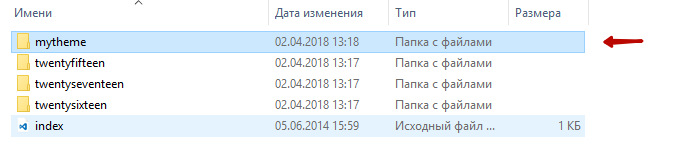 Имени Дата изменения Тип Размера
mytheme 02.04.2018 13:18 Папка с файлами
twentyfifteen 02.04.2018 13:17 Папка с файлами
twentyseventeen 02.04.2018 13:17 Папка с файлами
twentysixteen 02.04.2018 13:17 Папка с файлами
index 05.06.2014 15:59 Исходный файл ... 1 КБ